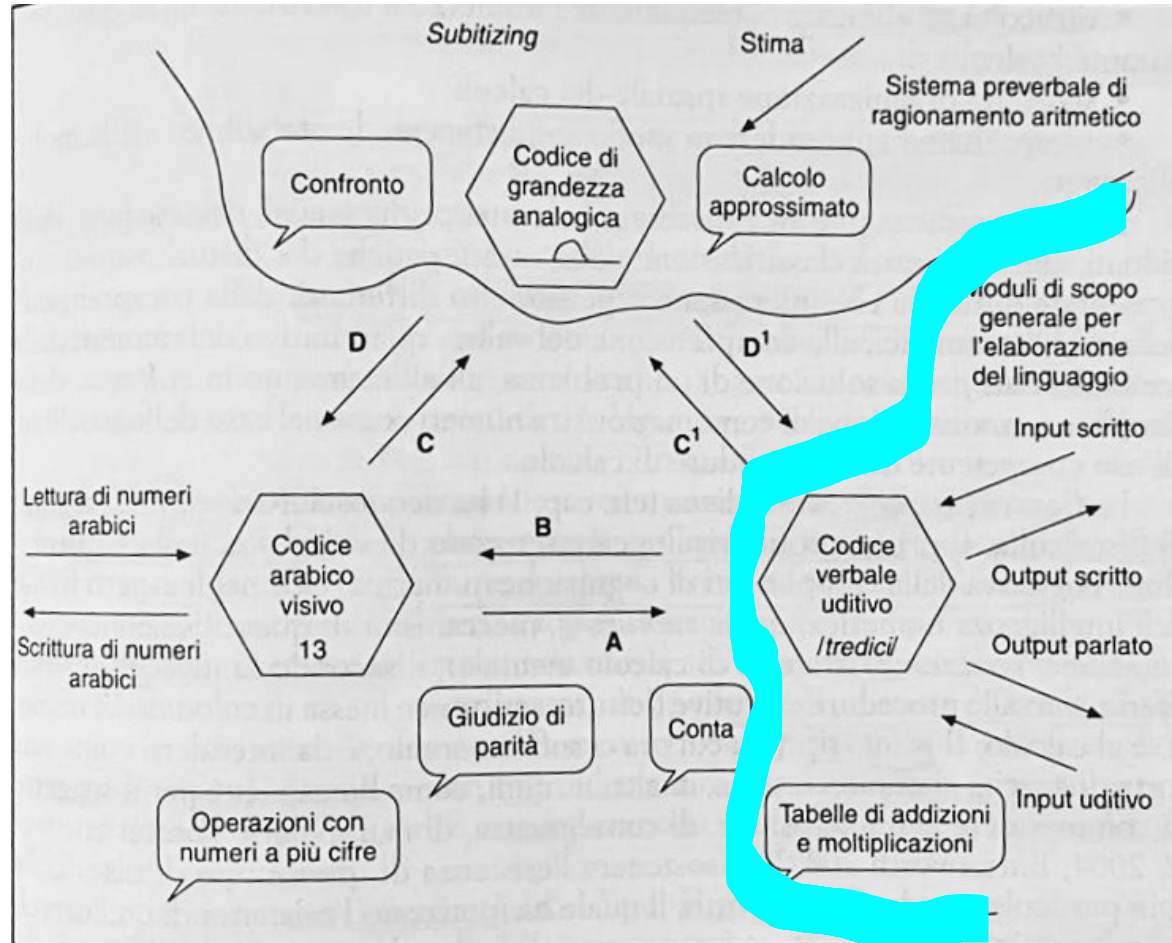 Subitizing
Stima
Sistema preverbale di
ragionamento aritmetico
Confronto
Codice di
grandezza
analogica
Calcolo
approssimato
Moduli di scopo
generale per
l'elaborazione
del linguaggio
D
C
D¹
C¹
Input scritto
Lettura di numeri
arabici
Codice
arabico
visivo
13
B
A
Codice
verbale
uditivo
/tredici/
Output scritto
Output parlato
Scrittura di numeri
arabici
Giudizio di
parità
Conta
Operazioni con
numeri a più cifre
Tabelle di addizioni
e moltiplicazioni
Input uditivo